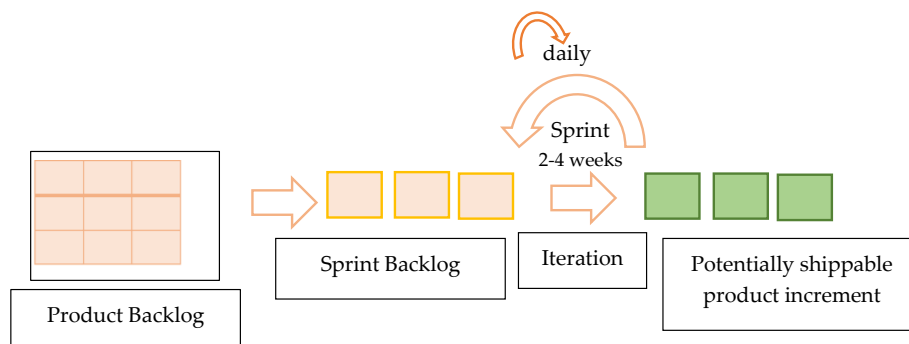 daily
Sprint
2-4 weeks
Product Backlog
Sprint Backlog
Iteration
Potentially shippable
product increment